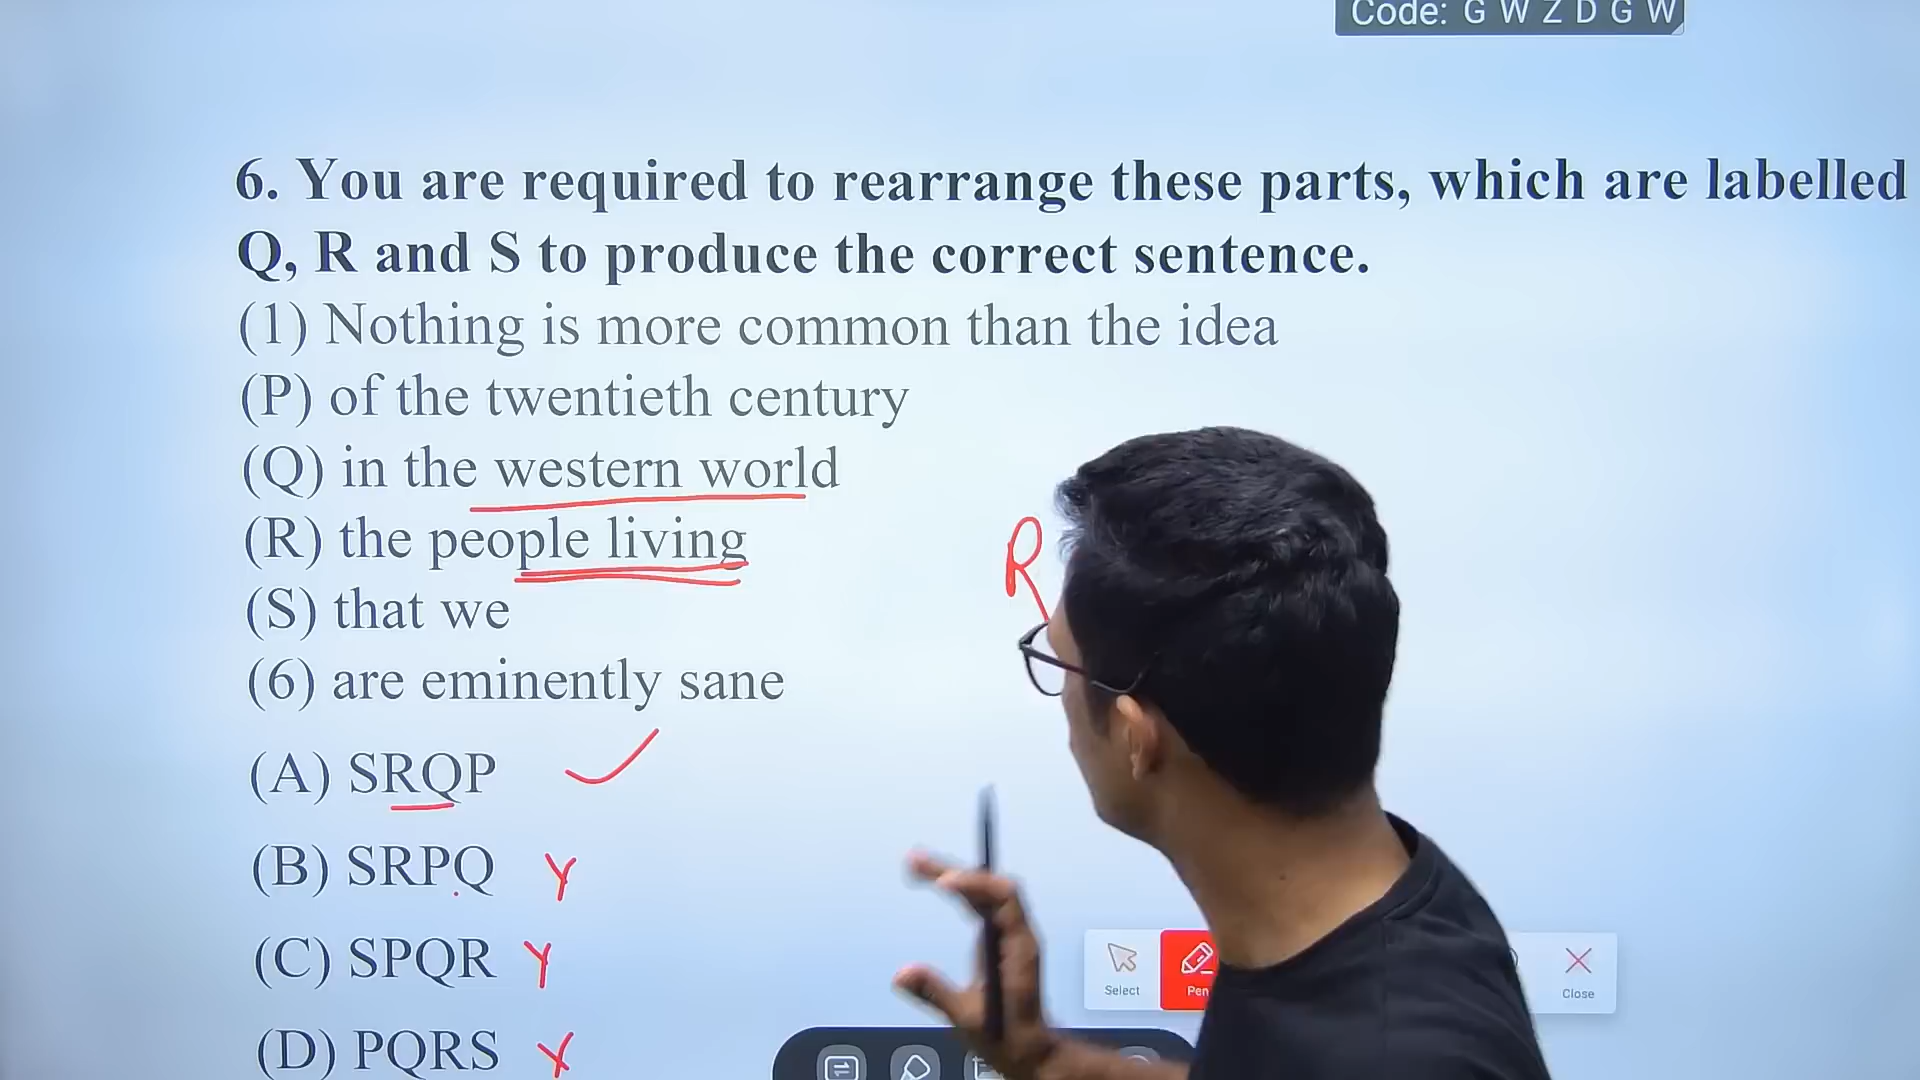 Code: G W Z D G W
6. You are required to rearrange these parts, which are labelled
Q, R and S to produce the correct sentence.
(1) Nothing is more common than the idea
(P) of the twentieth century
(Q) in the western world
(R) the people living
R
(S) that we
(6) are eminently sane
(A) SRQP
(B) SRPQ
(C) SPQR
(D) PQRS
Select
Pen
Close